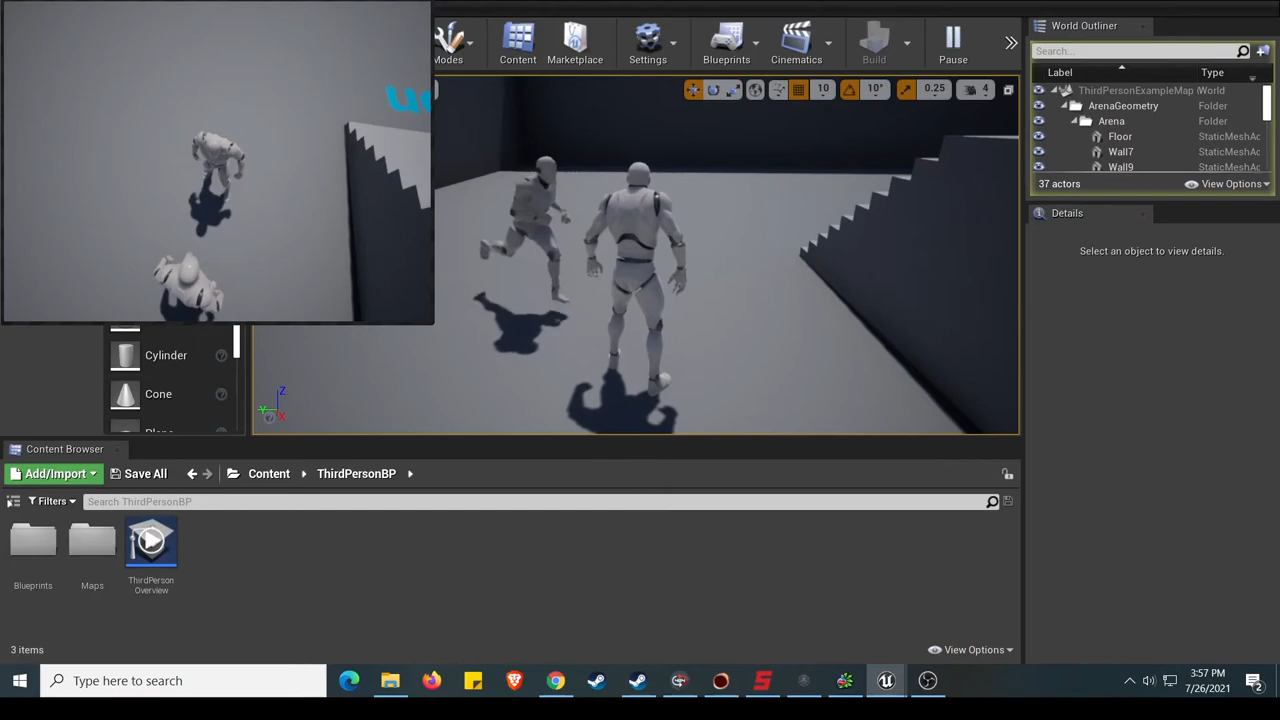 Modes
Content
Marketplace
Settings
Blueprints
Cinematics
Build
Pause
World Outliner
Search...
Label
Type
ThirdPersonExampleMap
World
ArenaGeometry
Folder
Arena
Folder
Floor
StaticMeshAc
Wall7
StaticMeshAc
Wall9
StaticMeshAc
37 actors
View Options
10
10°
0.25
4
Details
Select an object to view details.
Cylinder
Cone
Z
Y
X
Content Browser
Add/Import
Save All
Content
ThirdPersonBP
Filters
Search ThirdPersonBP
Blueprints
Maps
ThirdPerson
Overview
3 items
View Options
Type here to search
3:57 PM
7/26/2021
2